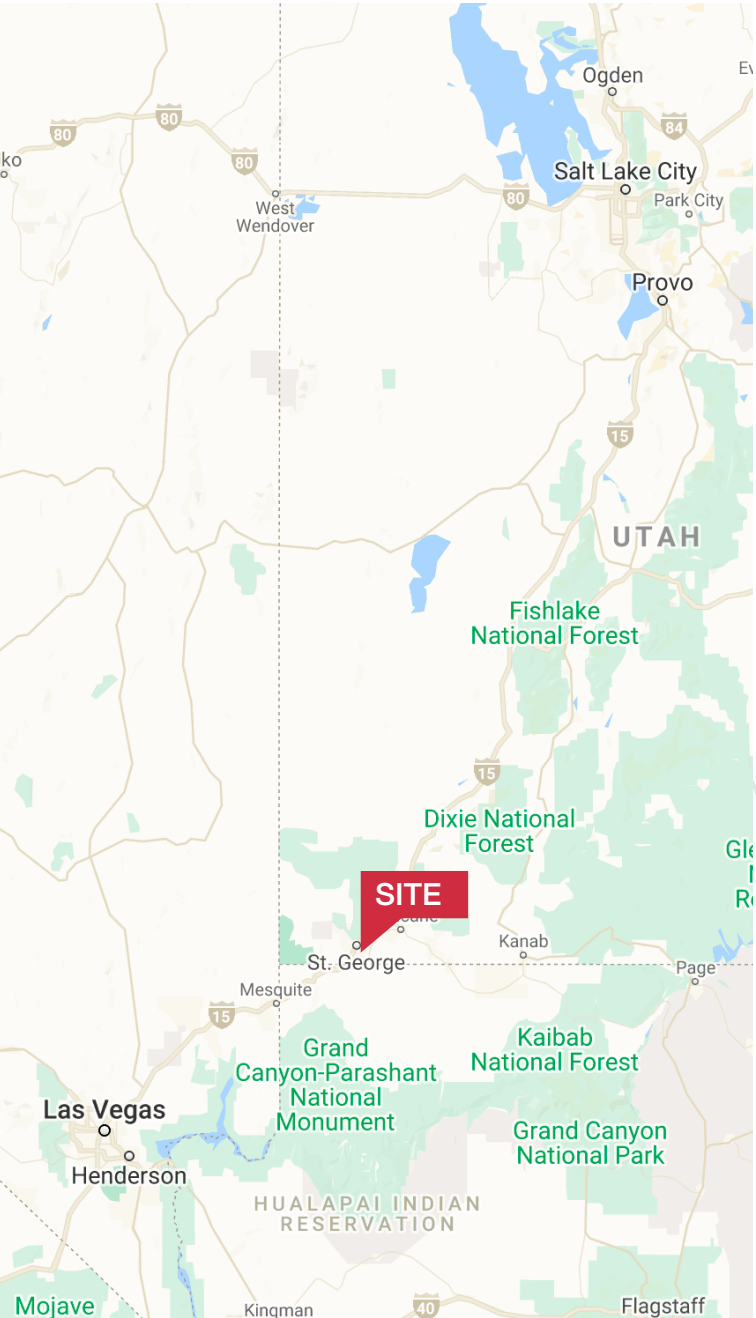 Ogden
80
80
84
80
Salt Lake City
80
Park City
West
Wendover
Provo
15
UTAH
Fishlake
National Forest
15
Dixie National
Forest
SITE
Kanab
St. George
Page
Mesquite
15
Grand
Canyon-Parashant
National
Monument
Kaibab
National Forest
Las Vegas
Grand Canyon
National Park
Henderson
HUALAPAI INDIAN
RESERVATION
Mojave
Kingman
40
Flagstaff